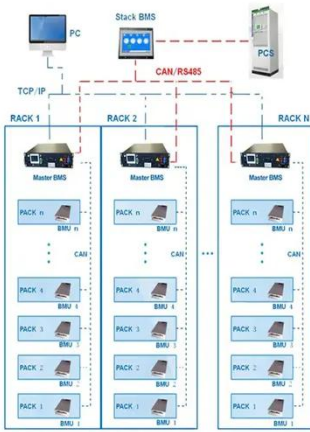 PC
Stack BMS
PCS
CAN/RS485
TCP/IP
RACK 1
Master BMS
PACK n
BMU n
CAN
PACK 4
BMU 4
PACK 3
BMU 3
PACK 2
BMU 2
PACK 1
BMU 1
RACK 2
Master BMS
PACK n
BMU n
CAN
PACK 4
BMU 4
PACK 3
BMU 3
PACK 2
BMU 2
PACK 1
BMU 1
RACK N
Master BMS
PACK n
BMU n
CAN
PACK 4
BMU 4
PACK 3
BMU 3
PACK 2
BMU 2
PACK 1
BMU 1